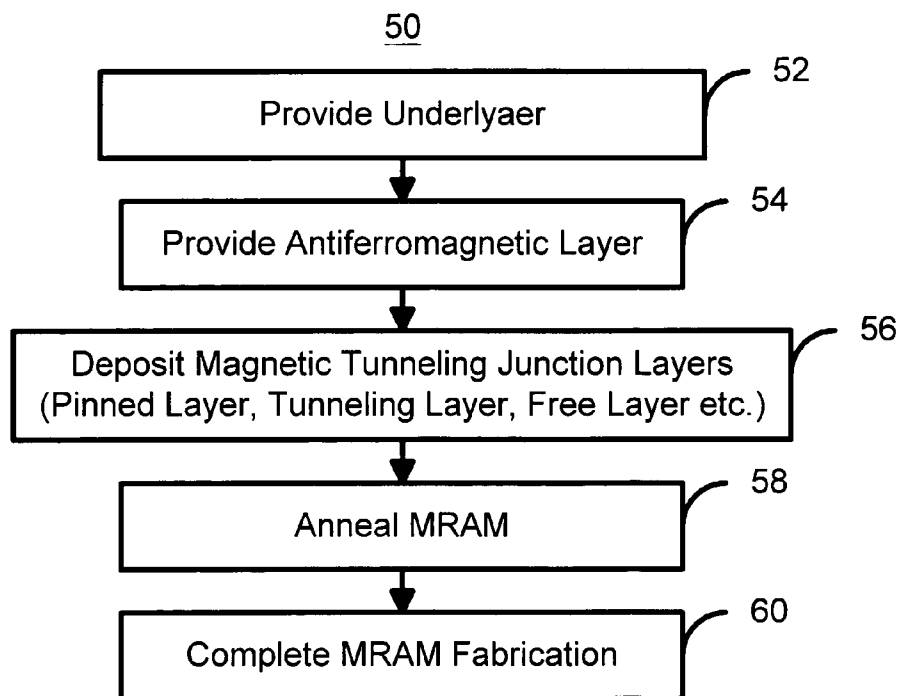 50
52
Provide Underlyaer
54
Provide Antiferromagnetic Layer
56
Deposit Magnetic Tunneling Junction Layers
(Pinned Layer, Tunneling Layer, Free Layer etc.)
58
Anneal MRAM
60
Complete MRAM Fabrication